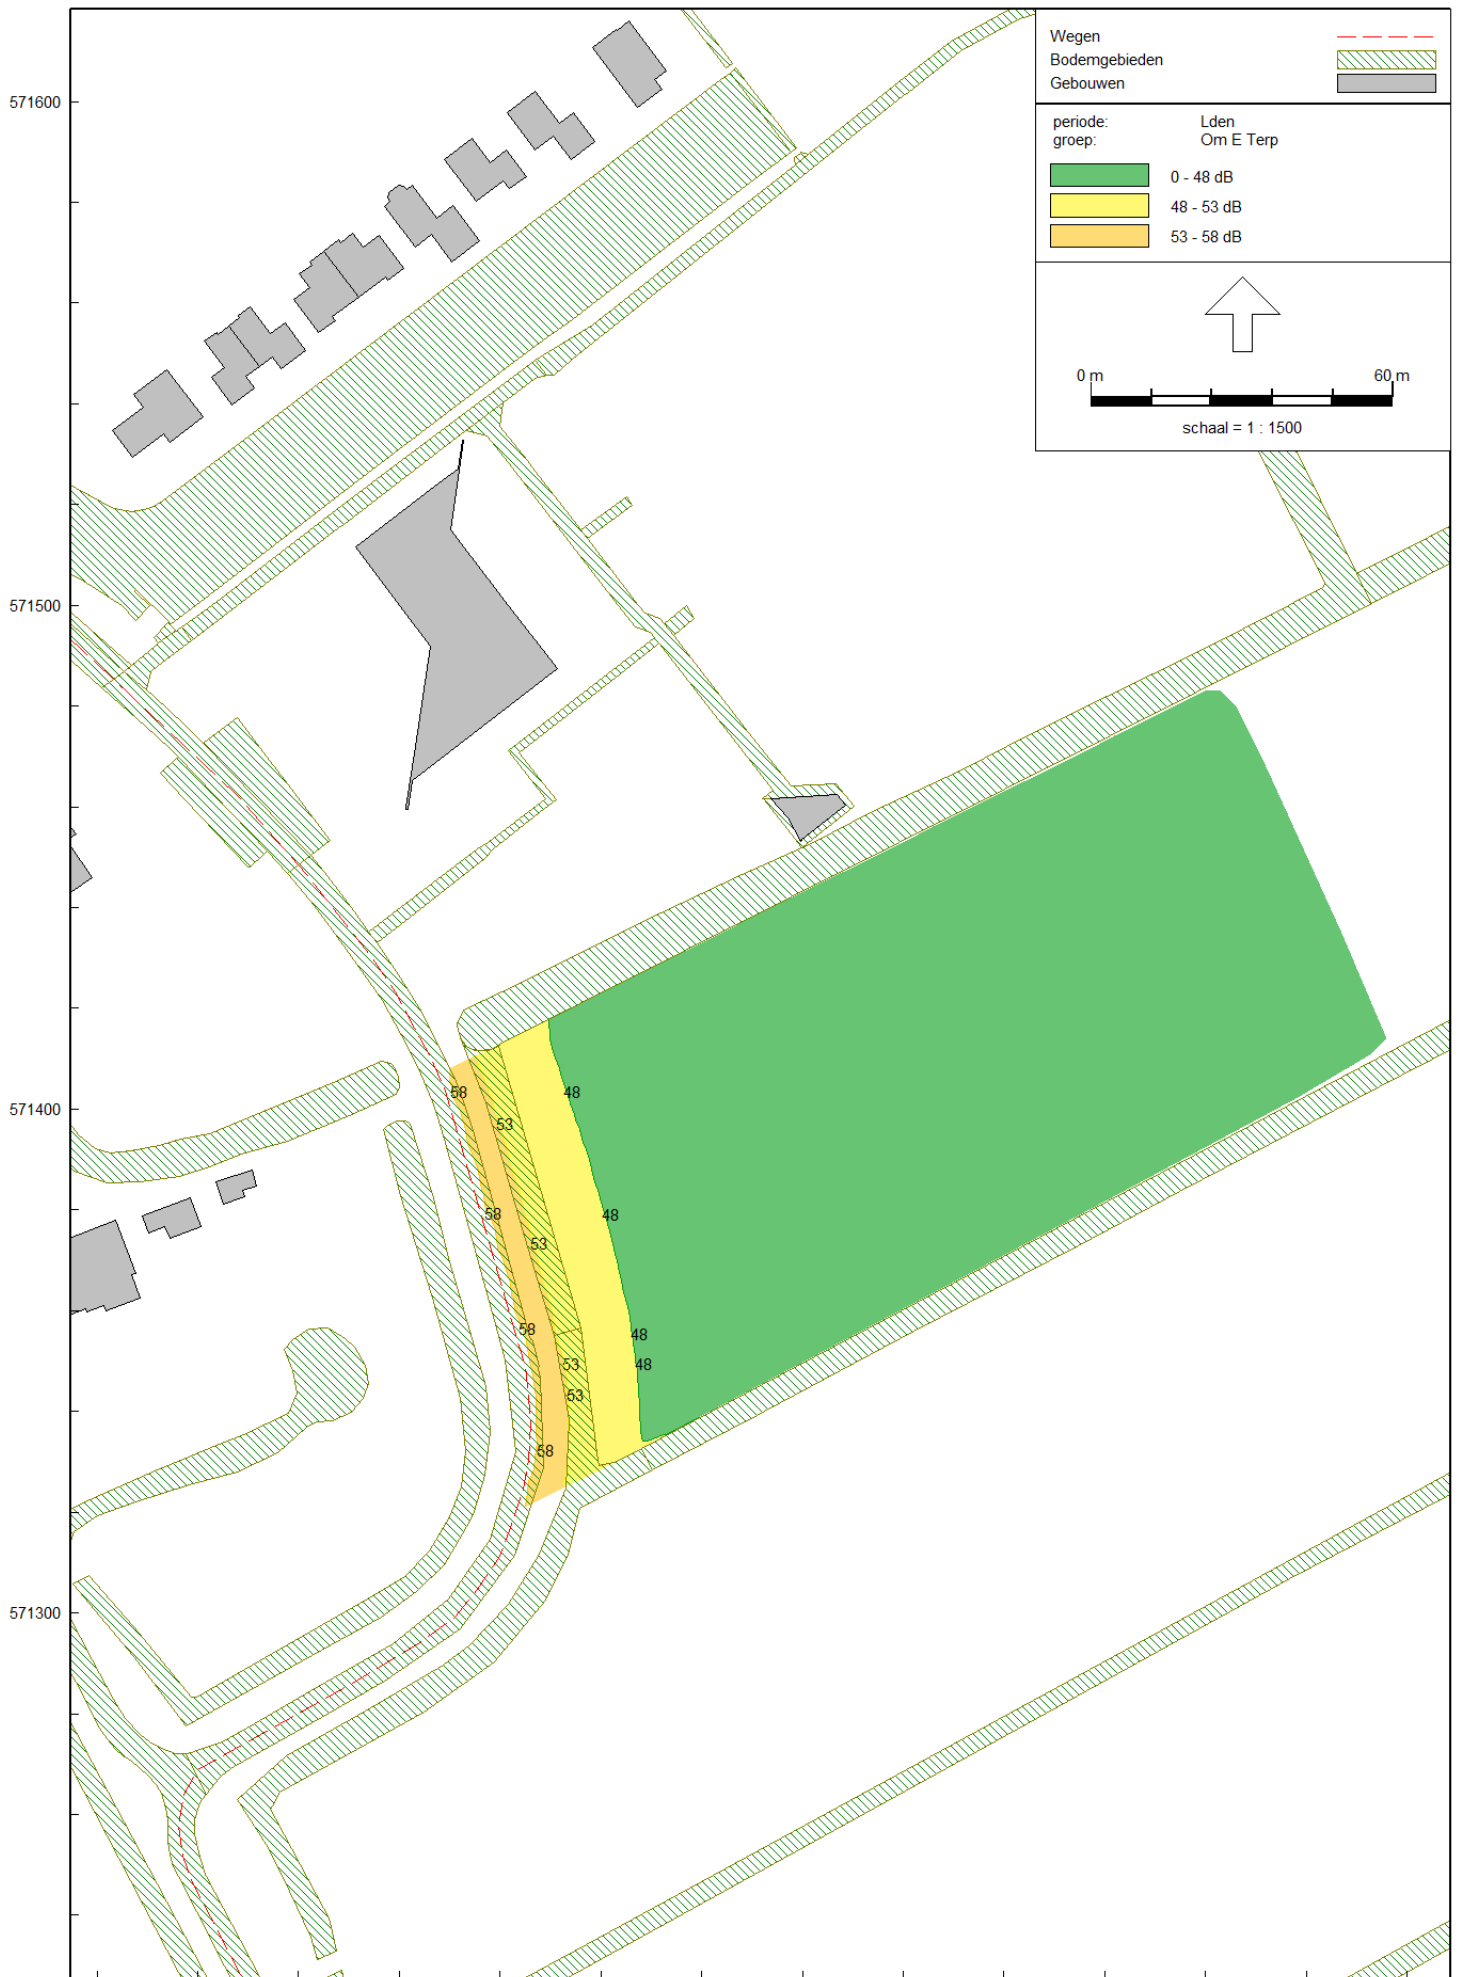 Wegen
Bodemgebieden
Gebouwen
periode: Lden
groep: Om E Terp
0 - 48 dB
48 - 53 dB
53 - 58 dB
0 m 60 m
schaal = 1 : 1500
571600
571500
571400
571300
58 48
53
58 48
53
58 48
53 48
53
58